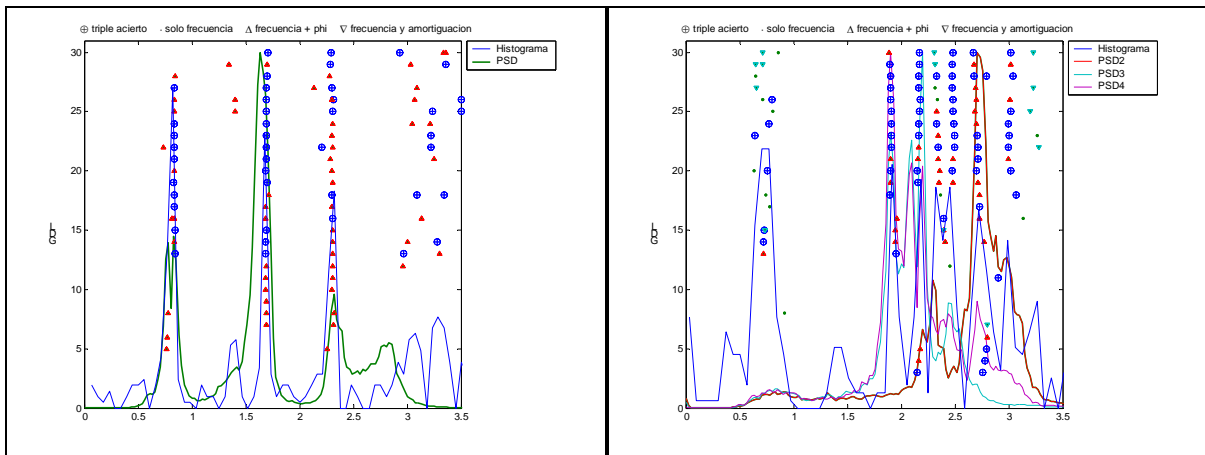 ⊕ triple acierto · solo frecuencia Δ frecuencia + phi ∇ frecuencia y amortiguacion
30
25
20
15
10
5
0
0 0.5 1 1.5 2 2.5 3 3.5
Histograma
PSD
⊕ triple acierto · solo frecuencia Δ frecuencia + phi ∇ frecuencia y amortiguacion
30
25
20
15
10
5
0
0 0.5 1 1.5 2 2.5 3 3.5
Histograma
PSD2
PSD3
PSD4